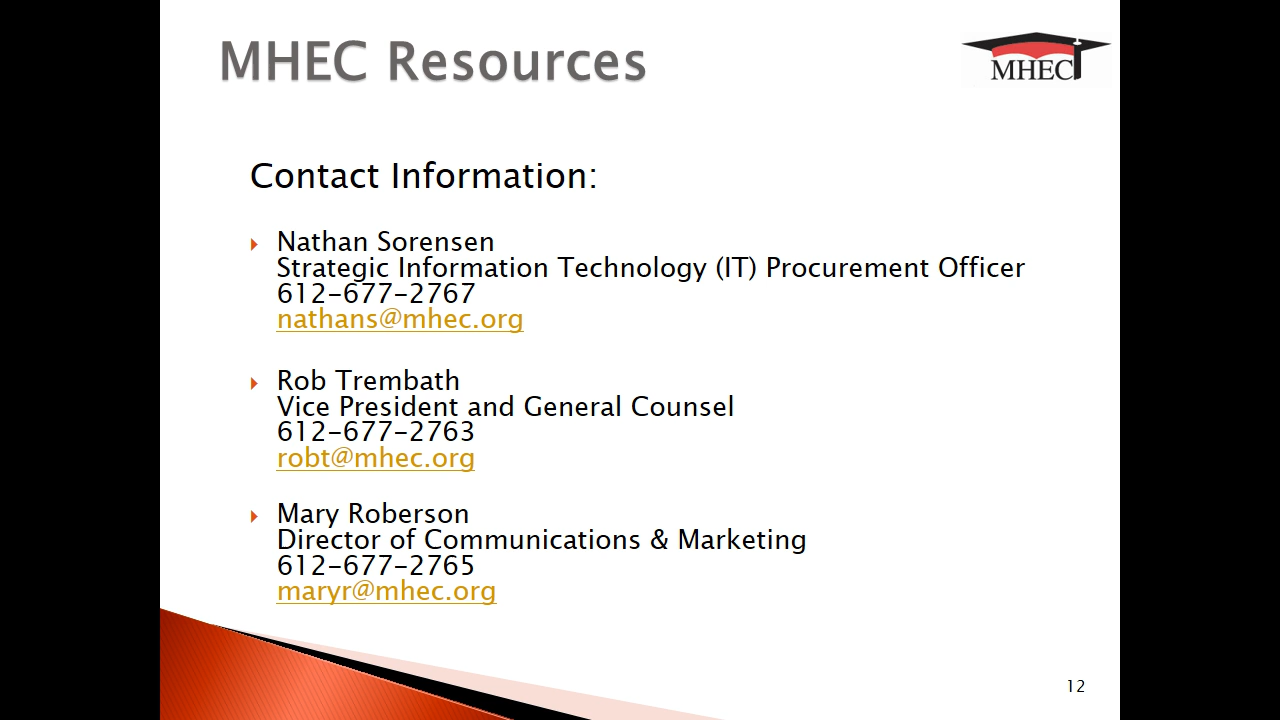 MHEC Resources
MHEC
Contact Information:
Nathan Sorensen
Strategic Information Technology (IT) Procurement Officer
612-677-2767
nathans@mhec.org
Rob Trembath
Vice President and General Counsel
612-677-2763
robt@mhec.org
Mary Roberson
Director of Communications & Marketing
612-677-2765
maryr@mhec.org
12